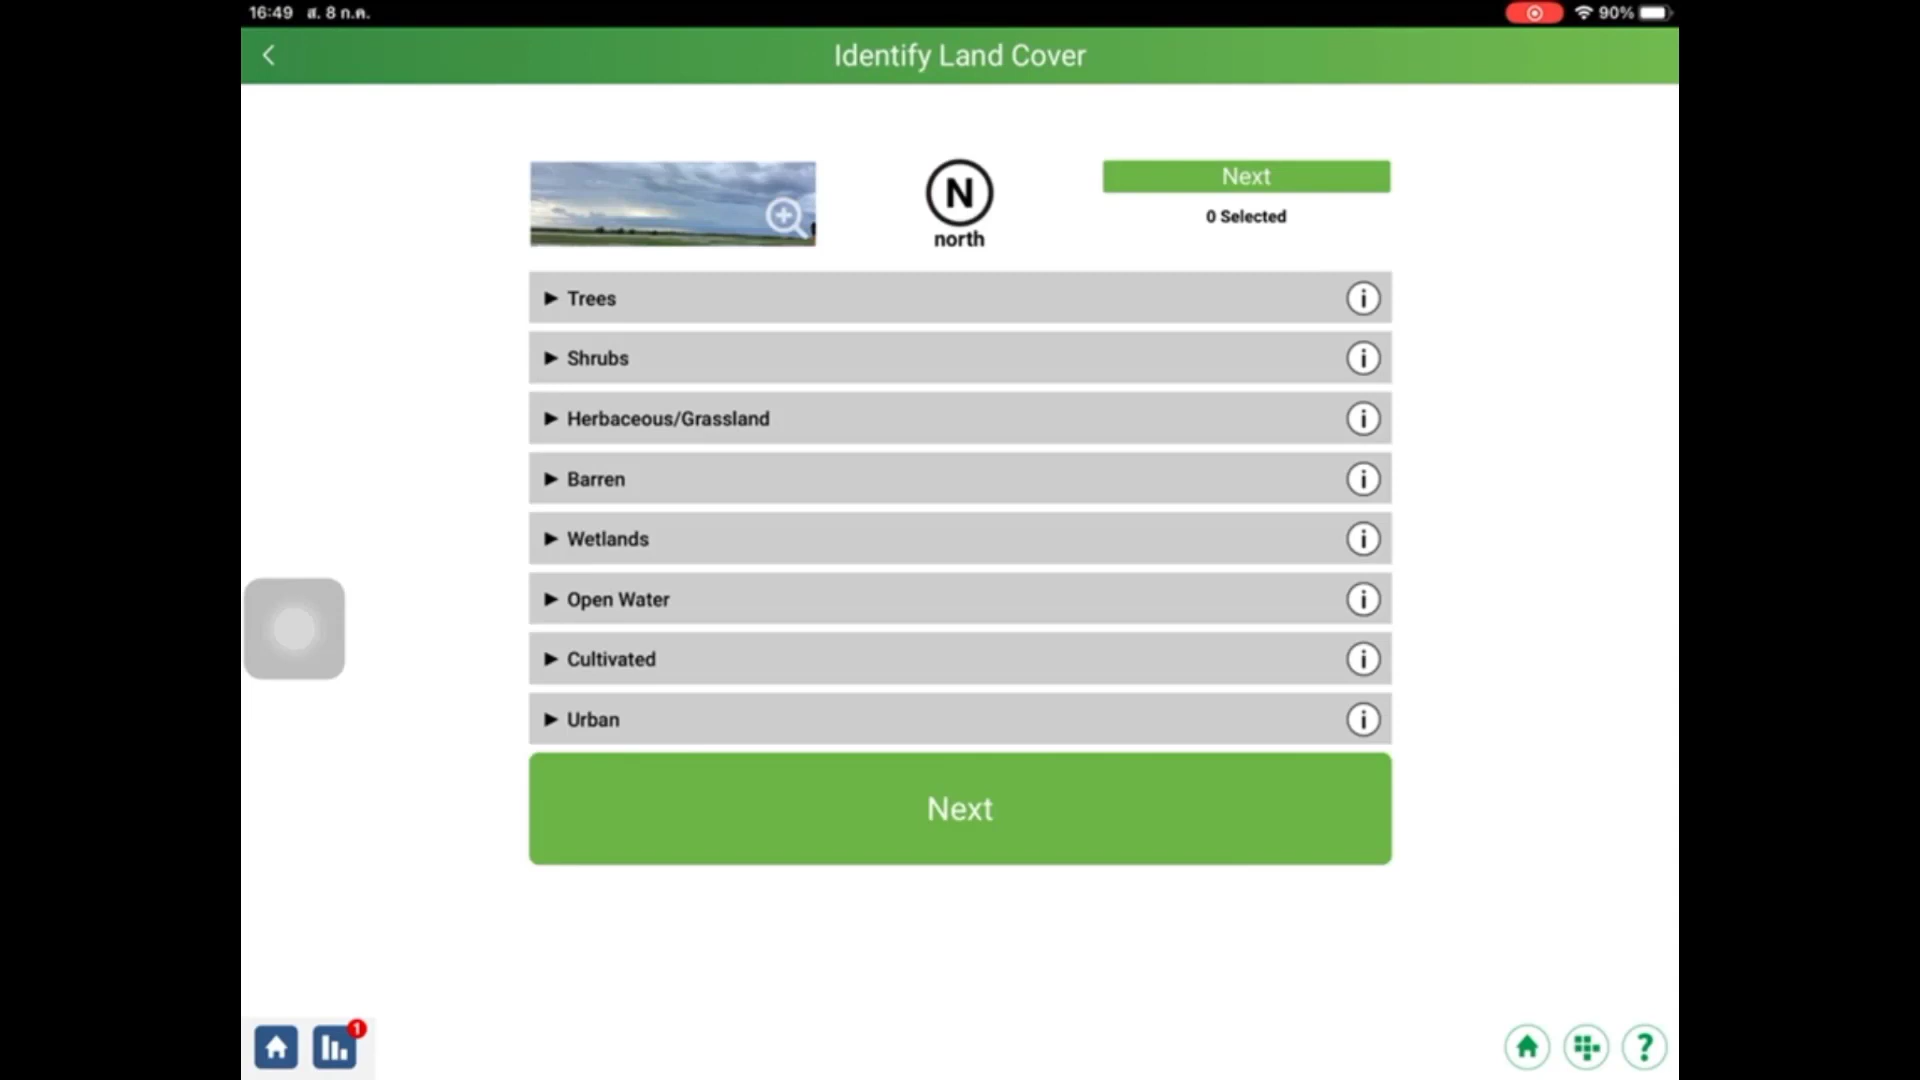 16:49 ส. 8 ก.ค.
90%
Identify Land Cover
N
north
Next
0 Selected
Trees
i
Shrubs
i
Herbaceous/Grassland
i
Barren
i
Wetlands
i
Open Water
i
Cultivated
i
Urban
i
Next
1
?